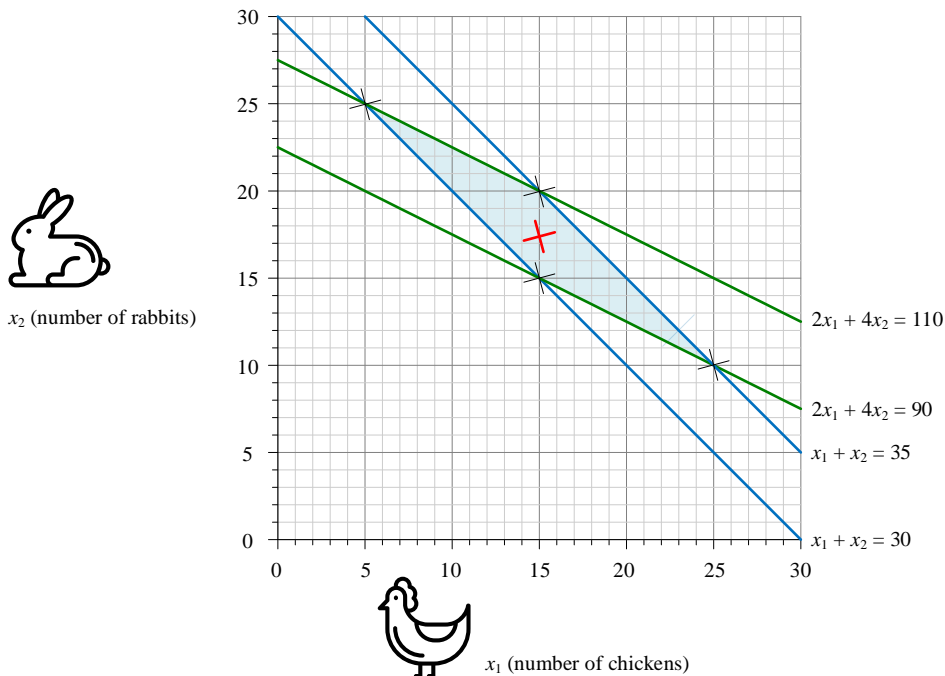 30
25
20
15
10
5
0
x₂ (number of rabbits)
2x₁ + 4x₂ = 110
2x₁ + 4x₂ = 90
x₁ + x₂ = 35
x₁ + x₂ = 30
0 5 10 15 20 25 30
x₁ (number of chickens)